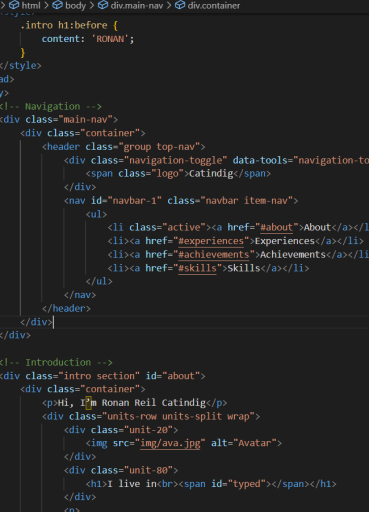 > html > body > div.main-nav > div.container
style>
.intro h1:before {
content: 'RONAN';
}
</style>
ad>
y>
<!-- Navigation -->
<div class="main-nav">
<div class="container">
<header class="group top-nav">
<div class="navigation-toggle" data-tools="navigation-to
<span class="logo">Catindig</span>
</div>
<nav id="navbar-1" class="navbar item-nav">
<ul>
<li class="active"><a href="#about">About</a></l
<li><a href="#experiences">Experiences</a></li>
<li><a href="#achievements">Achievements</a></li
<li><a href="#skills">Skills</a></li>
</ul>
</nav>
</header>
</div>
</div>
<!-- Introduction -->
<div class="intro section" id="about">
<div class="container">
<p>Hi, I’m Ronan Reil Catindig</p>
<div class="units-row units-split wrap">
<div class="unit-20">
<img src="img/ava.jpg" alt="Avatar">
</div>
<div class="unit-80">
<h1>I live in<br><span id="typed"></span></h1>
</div>
<p>